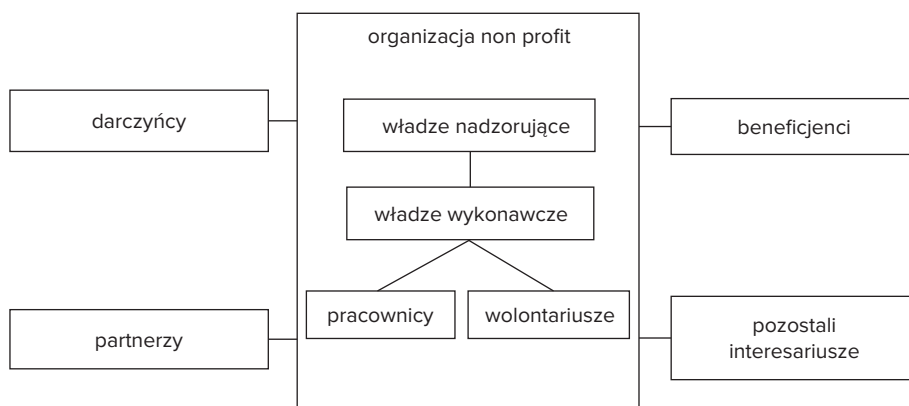 organizacja non profit
darczyńcy
władze nadzorujące
beneficjenci
władze wykonawcze
pracownicy
wolontariusze
partnerzy
pozostali
interesariusze